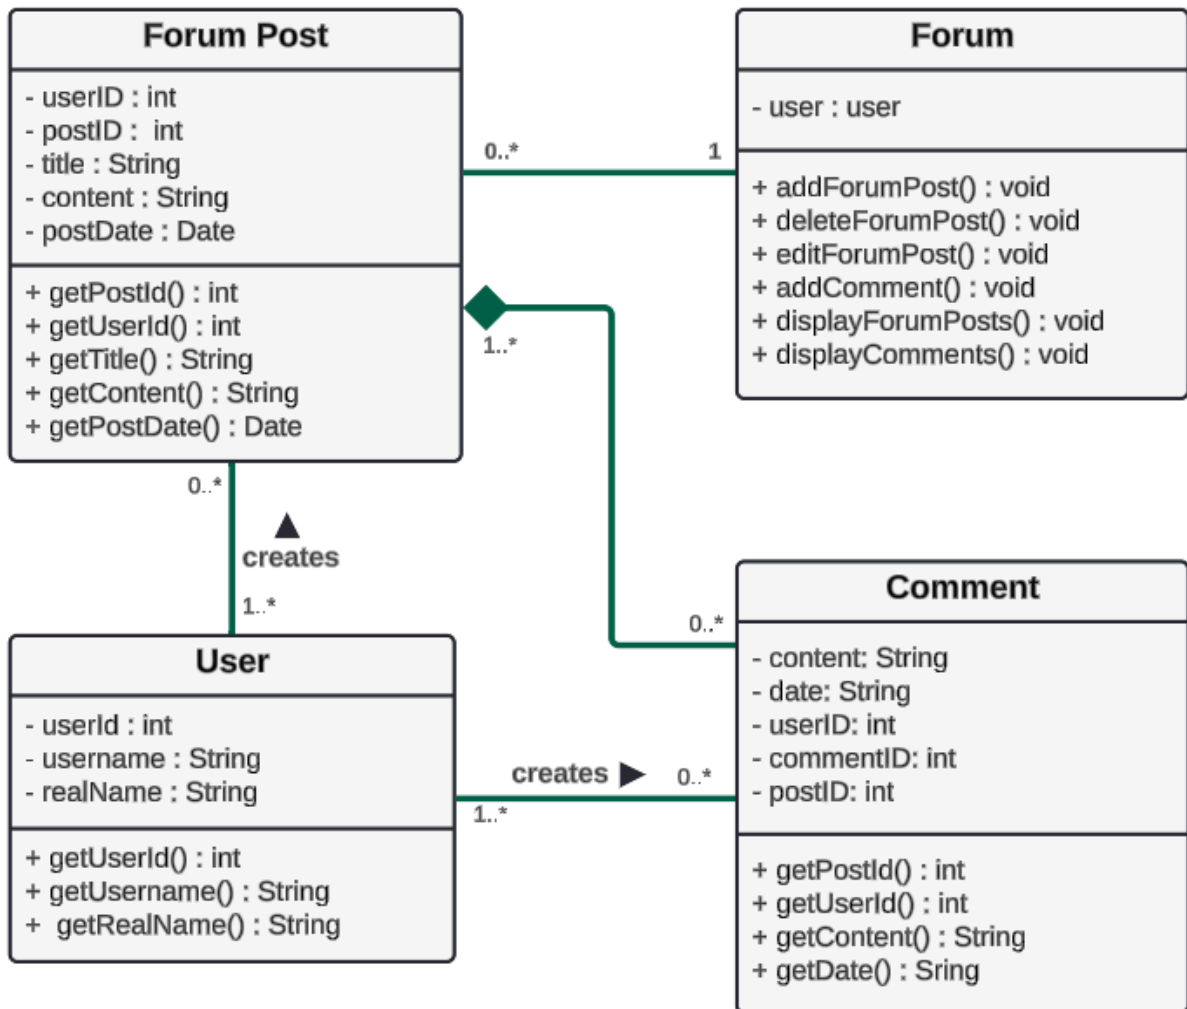 Forum Post
- userID : int
- postID :  int
- title : String
- content : String
- postDate : Date
+ getPostId() : int
+ getUserId() : int
+ getTitle() : String
+ getContent() : String
+ getPostDate() : Date
0..*
1
Forum
- user : user
+ addForumPost() : void
+ deleteForumPost() : void
+ editForumPost() : void
+ addComment() : void
+ displayForumPosts() : void
+ displayComments() : void
1..*
0..*
0..*
creates
1..*
User
- userId : int
- username : String
- realName : String
+ getUserId() : int
+ getUsername() : String
+  getRealName() : String
creates
1..*
0..*
Comment
- content: String
- date: String
- userID: int
- commentID: int
- postID: int
+ getPostId() : int
+ getUserId() : int
+ getContent() : String
+ getDate() : Sring